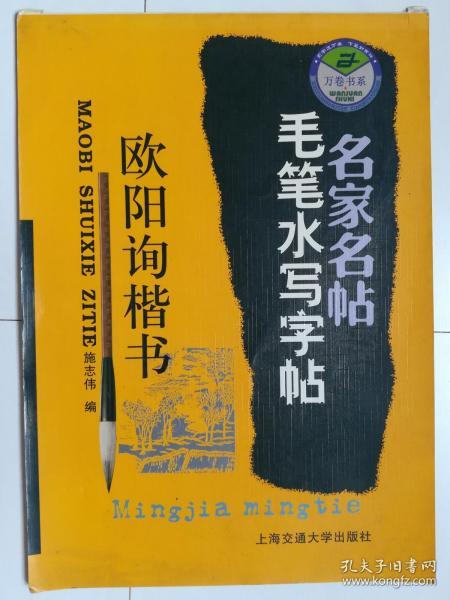 万卷书系
WANJUAN
SHUXI
名家名帖
毛笔水写字帖
欧阳询楷书
MAOBI SHUIXIE ZITIE
施志伟 编
Mingjia mingtie
上海交通大学出版社
孔夫子旧书网
www.kongfz.com